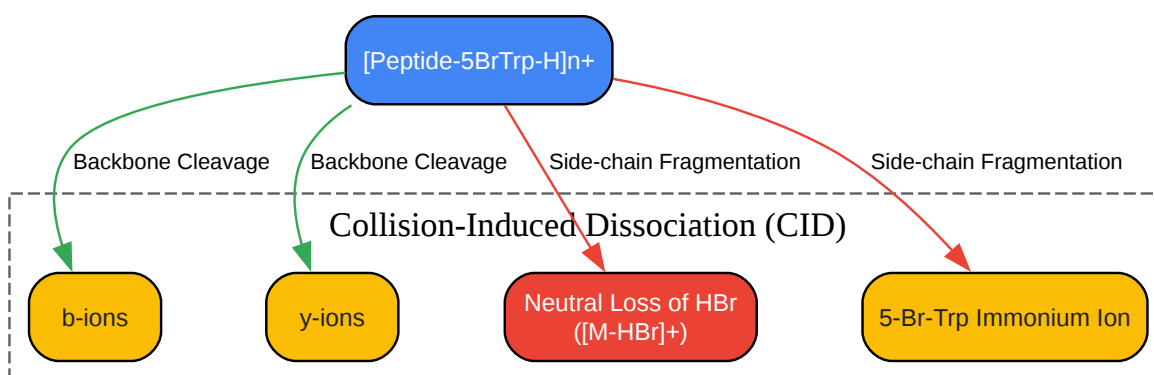 [Peptide-5BrTrp-H]n+
Backbone Cleavage
Backbone Cleavage
Side-chain Fragmentation
Side-chain Fragmentation
Collision-Induced Dissociation (CID)
b-ions
y-ions
Neutral Loss of HBr
([M-HBr]+)
5-Br-Trp Immonium Ion